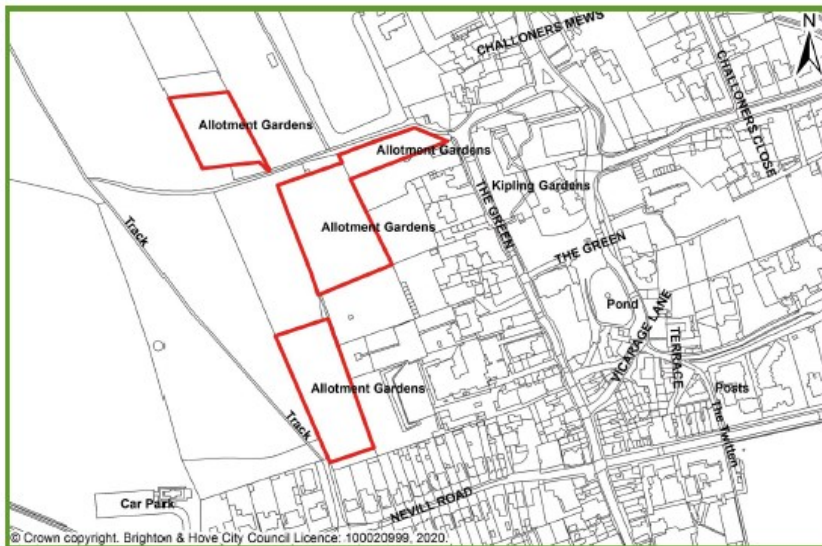 N
CHALLONERS MEWS
CHALLONERS CLOSE
Allotment Gardens
Allotment Gardens
Kipling Gardens
THE GREEN
Allotment Gardens
Track
THE GREEN
Pond
VICARAGE LANE
TERRACE
Allotment Gardens
Posts
The Twitten
Track
Car Park
NEVILL ROAD
© Crown copyright. Brighton & Hove City Council Licence: 100020999, 2020.